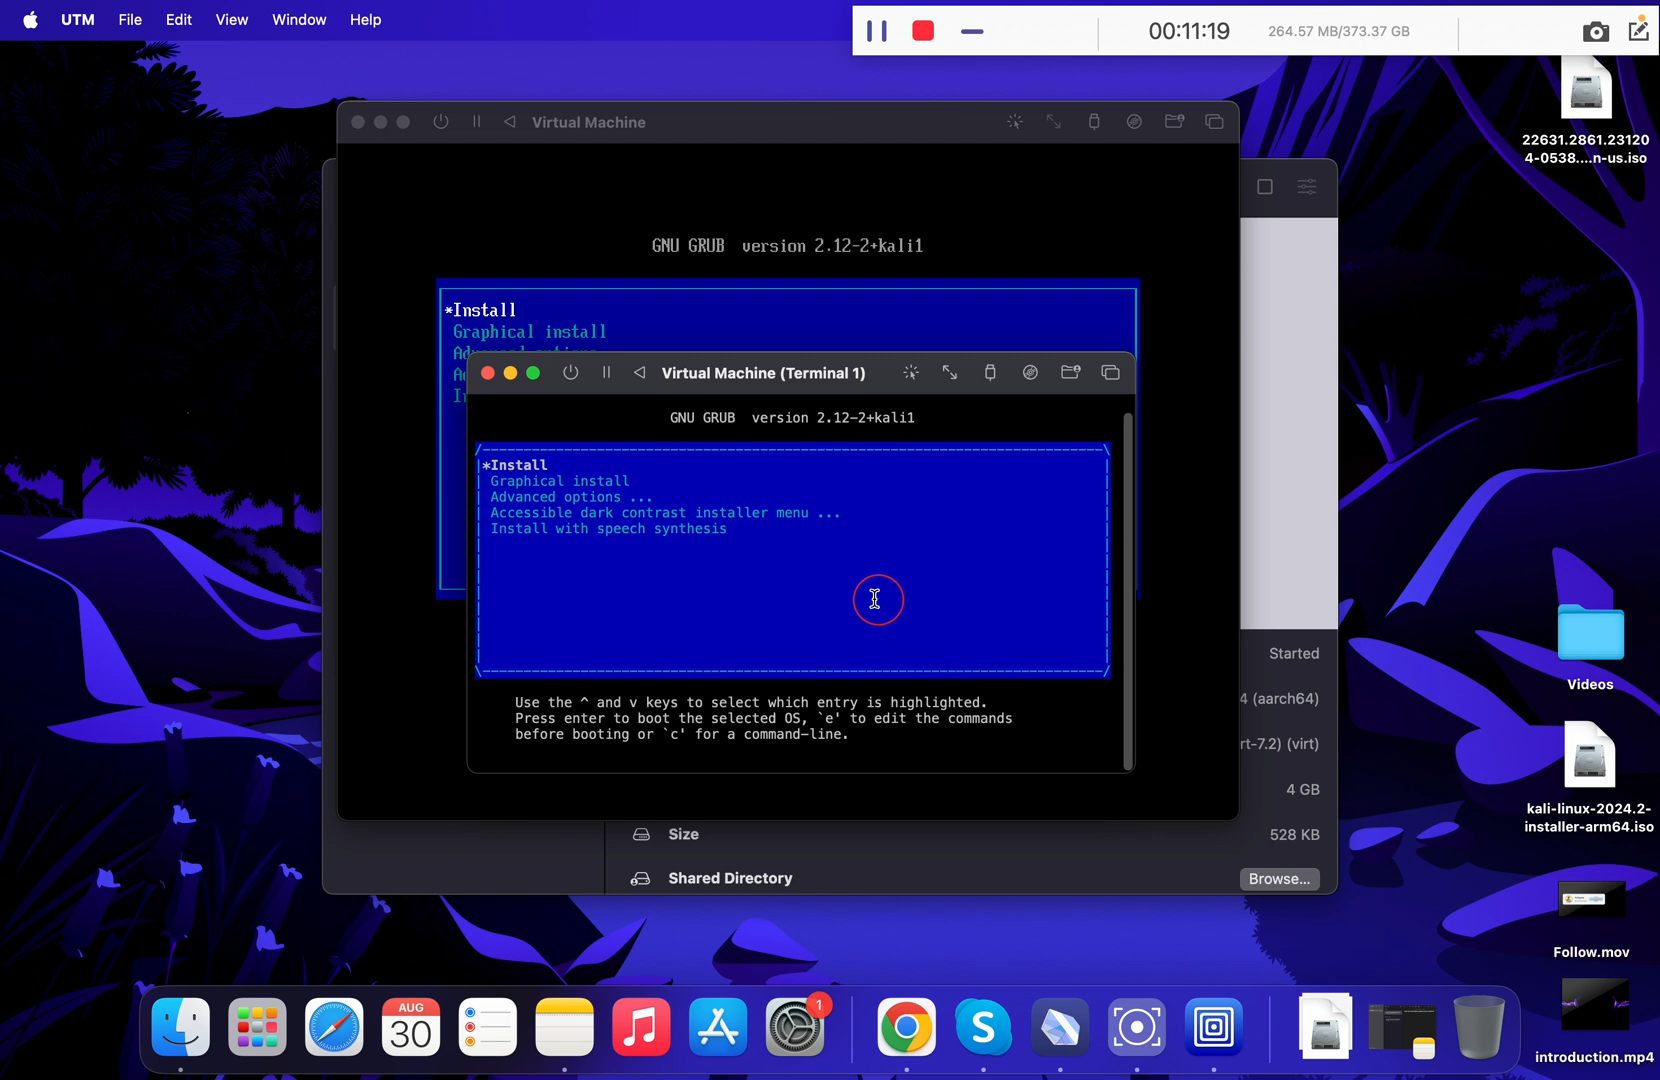 UTM File Edit View Window Help
00:11:19
264.57 MB/373.37 GB
22631.2861.23120
4-0538....n-us.iso
Virtual Machine
GNU GRUB version 2.12-2+kali1
*Install
Graphical install
Virtual Machine (Terminal 1)
GNU GRUB version 2.12-2+kali1
*Install
Graphical install
Advanced options ...
Accessible dark contrast installer menu ...
Install with speech synthesis
Use the ^ and v keys to select which entry is highlighted.
Press enter to boot the selected OS, `e' to edit the commands
before booting or `c' for a command-line.
Started
4 (aarch64)
rt-7.2) (virt)
4 GB
Size
528 KB
Shared Directory
Browse...
Videos
kali-linux-2024.2-
installer-arm64.iso
Follow.mov
introduction.mp4
AUG
30
1
S